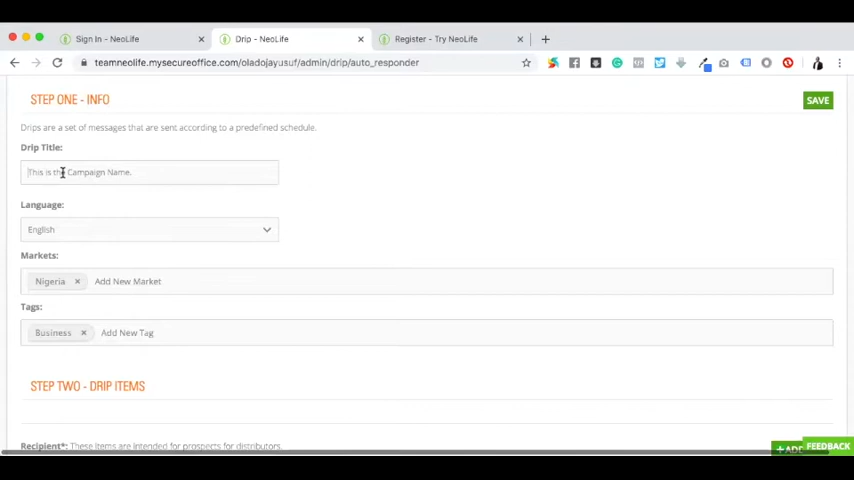 Sign In - NeoLife
Drip - NeoLife
Register - Try NeoLife
teamneolife.mysecureoffice.com/oladojayusuf/admin/drip/auto_responder
STEP ONE - INFO
SAVE
Drips are a set of messages that are sent according to a predefined schedule.
Drip Title:
This is the Campaign Name.
Language:
English
Markets:
Nigeria × Add New Market
Tags:
Business × Add New Tag
STEP TWO - DRIP ITEMS
Recipient*: These items are intended for prospects for distributors.
+ADD
FEEDBACK